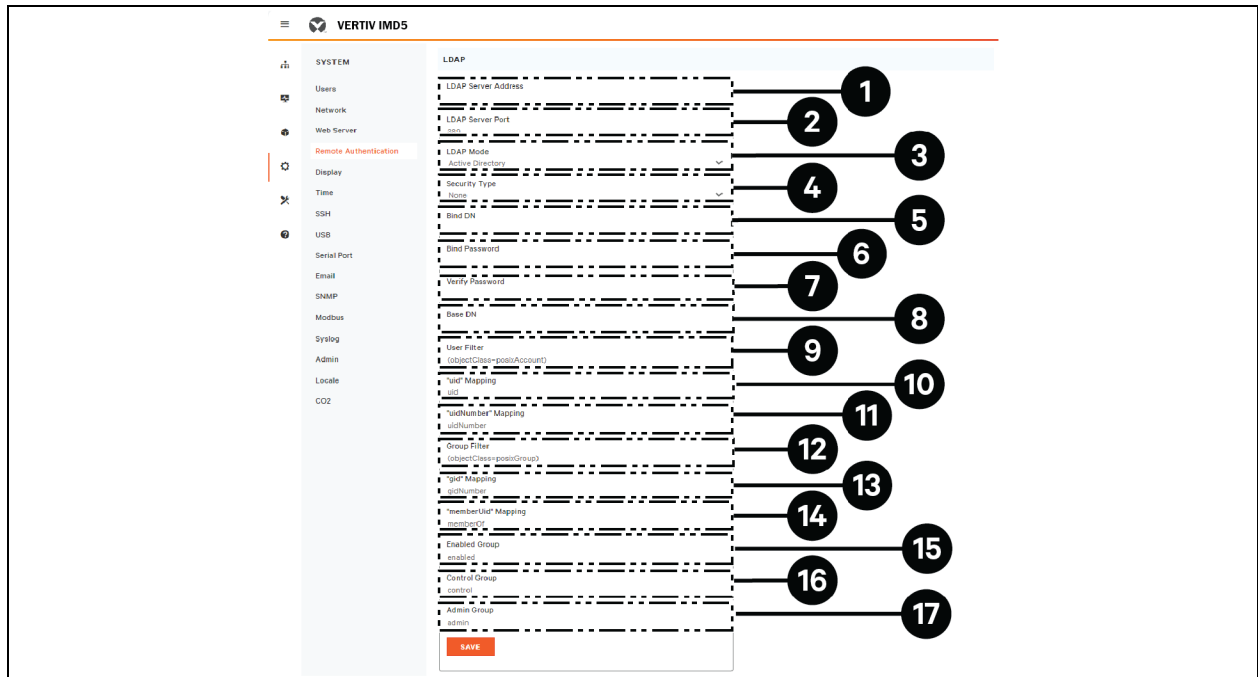 VERTIV IMD5
SYSTEM
Users
Network
Web Server
Remote Authentication
Display
Time
SSH
USB
Serial Port
Email
SNMP
Modbus
Syslog
Admin
Locale
CO2
LDAP
LDAP Server Address
1
LDAP Server Port
389
2
LDAP Mode
Active Directory
3
Security Type
None
4
Bind DN
5
Bind Password
6
Verify Password
7
Base DN
8
User Filter
(objectClass=posixAccount)
9
"uid" Mapping
uid
10
"uidNumber" Mapping
uidNumber
11
Group Filter
(objectClass=posixGroup)
12
"gid" Mapping
gidNumber
13
"memberUid" Mapping
memberOf
14
Enabled Group
enabled
15
Control Group
control
16
Admin Group
admin
17
SAVE